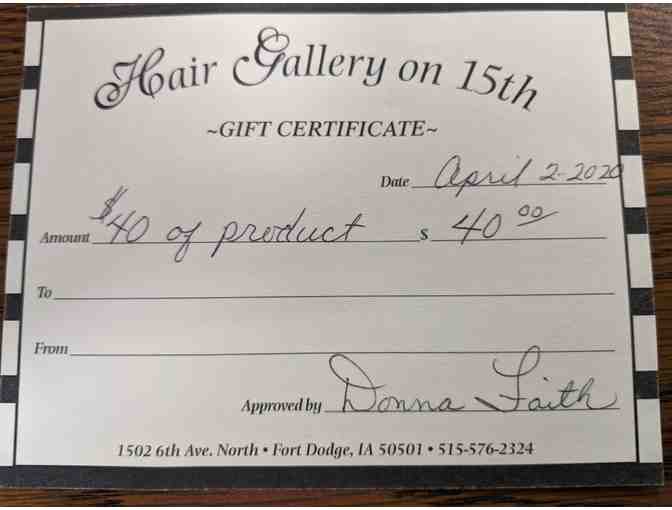 Hair Gallery on 15th
~GIFT CERTIFICATE~
Date April 2-2020
Amount $40 of product $ 40 00
To
From
Approved by Donna Faith
1502 6th Ave. North • Fort Dodge, IA 50501 • 515-576-2324